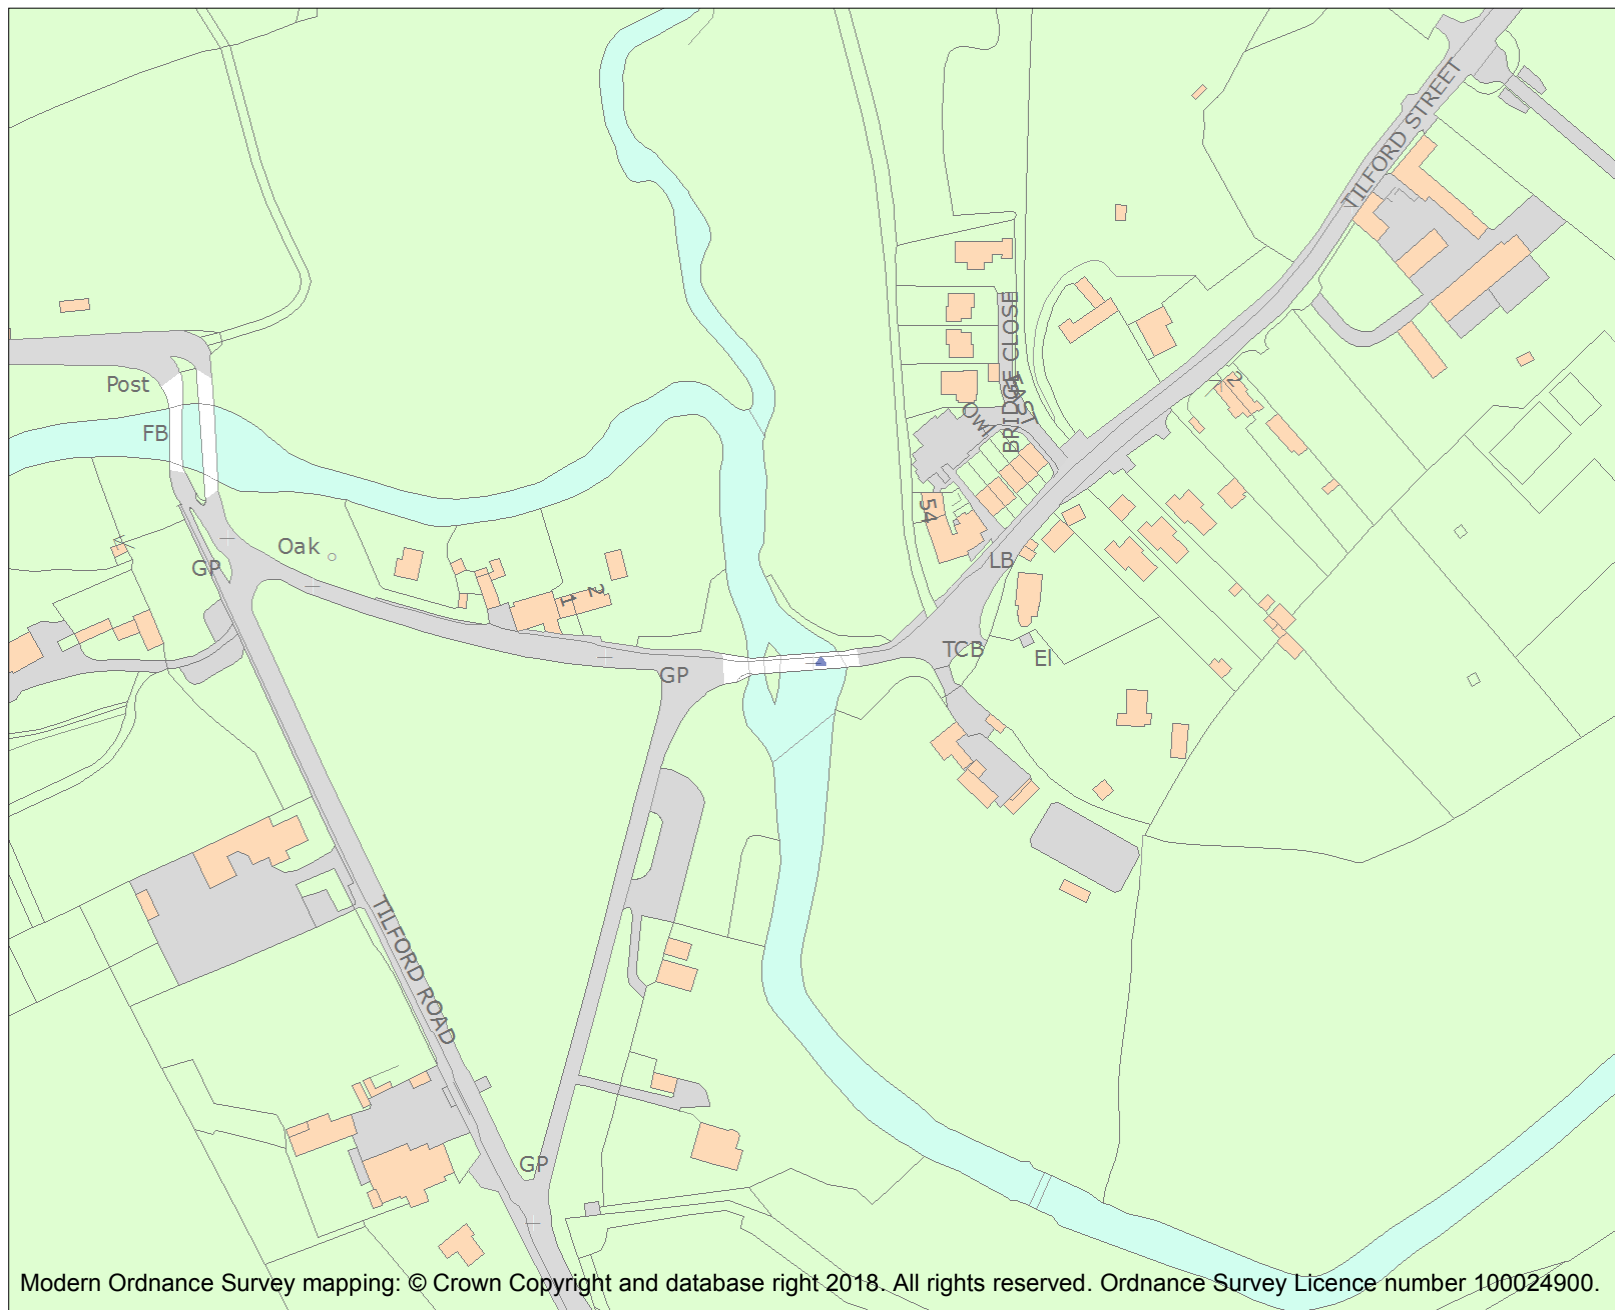 TILFORD STREET
BRIDGE CLOSE
EAST
Post
Owl
2
FB
54
Oak
GP
LB
1
2
TCB
El
GP
TILFORD ROAD
GP
Modern Ordnance Survey mapping: © Crown Copyright and database right 2018. All rights reserved. Ordnance Survey Licence number 100024900.